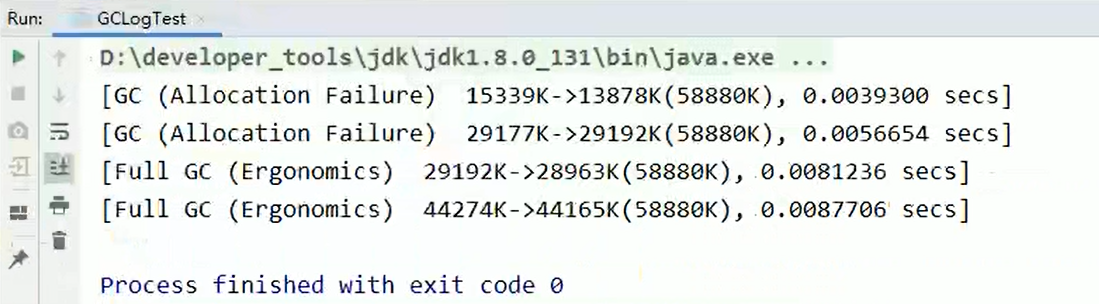 Run: GCLogTest
D:\developer_tools\jdk\jdk1.8.0_131\bin\java.exe ...
[GC (Allocation Failure)  15339K->13878K(58880K), 0.0039300 secs]
[GC (Allocation Failure)  29177K->29192K(58880K), 0.0056654 secs]
[Full GC (Ergonomics)  29192K->28963K(58880K), 0.0081236 secs]
[Full GC (Ergonomics)  44274K->44165K(58880K), 0.0087706 secs]
Process finished with exit code 0